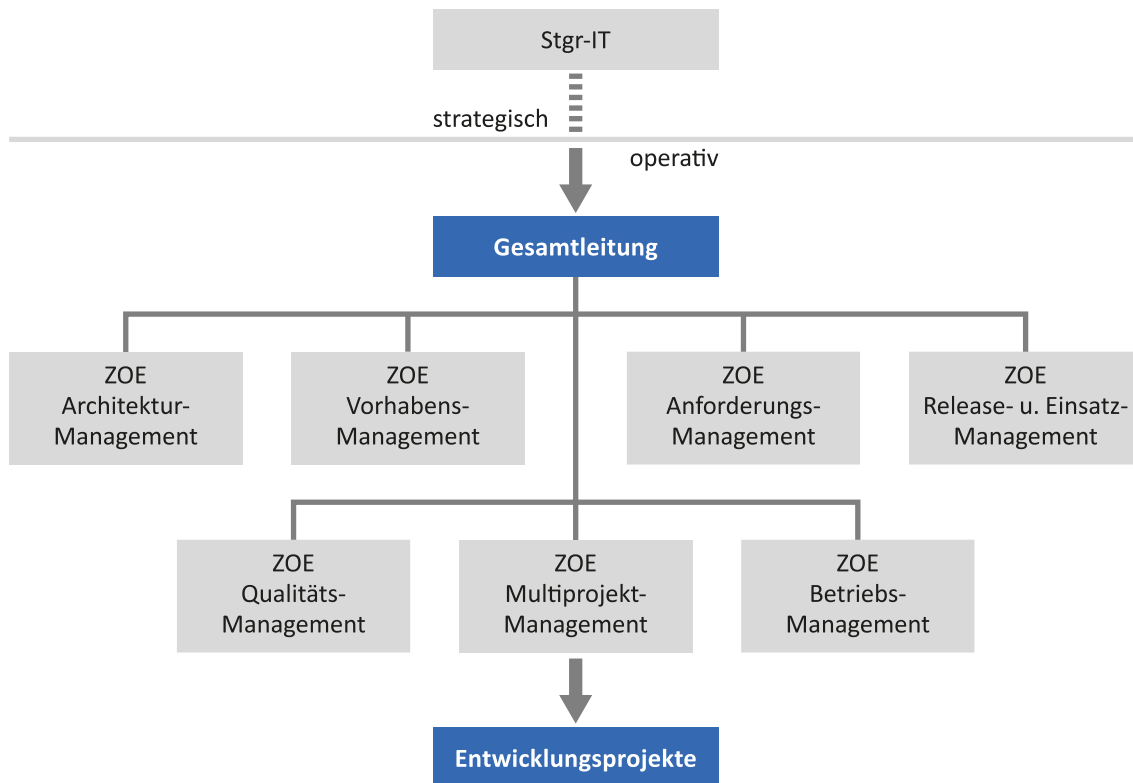 Stgr-IT
strategisch
operativ
Gesamtleitung
ZOE
Architektur-
Management
ZOE
Vorhabens-
Management
ZOE
Anforderungs-
Management
ZOE
Release- u. Einsatz-
Management
ZOE
Qualitäts-
Management
ZOE
Multiprojekt-
Management
ZOE
Betriebs-
Management
Entwicklungsprojekte